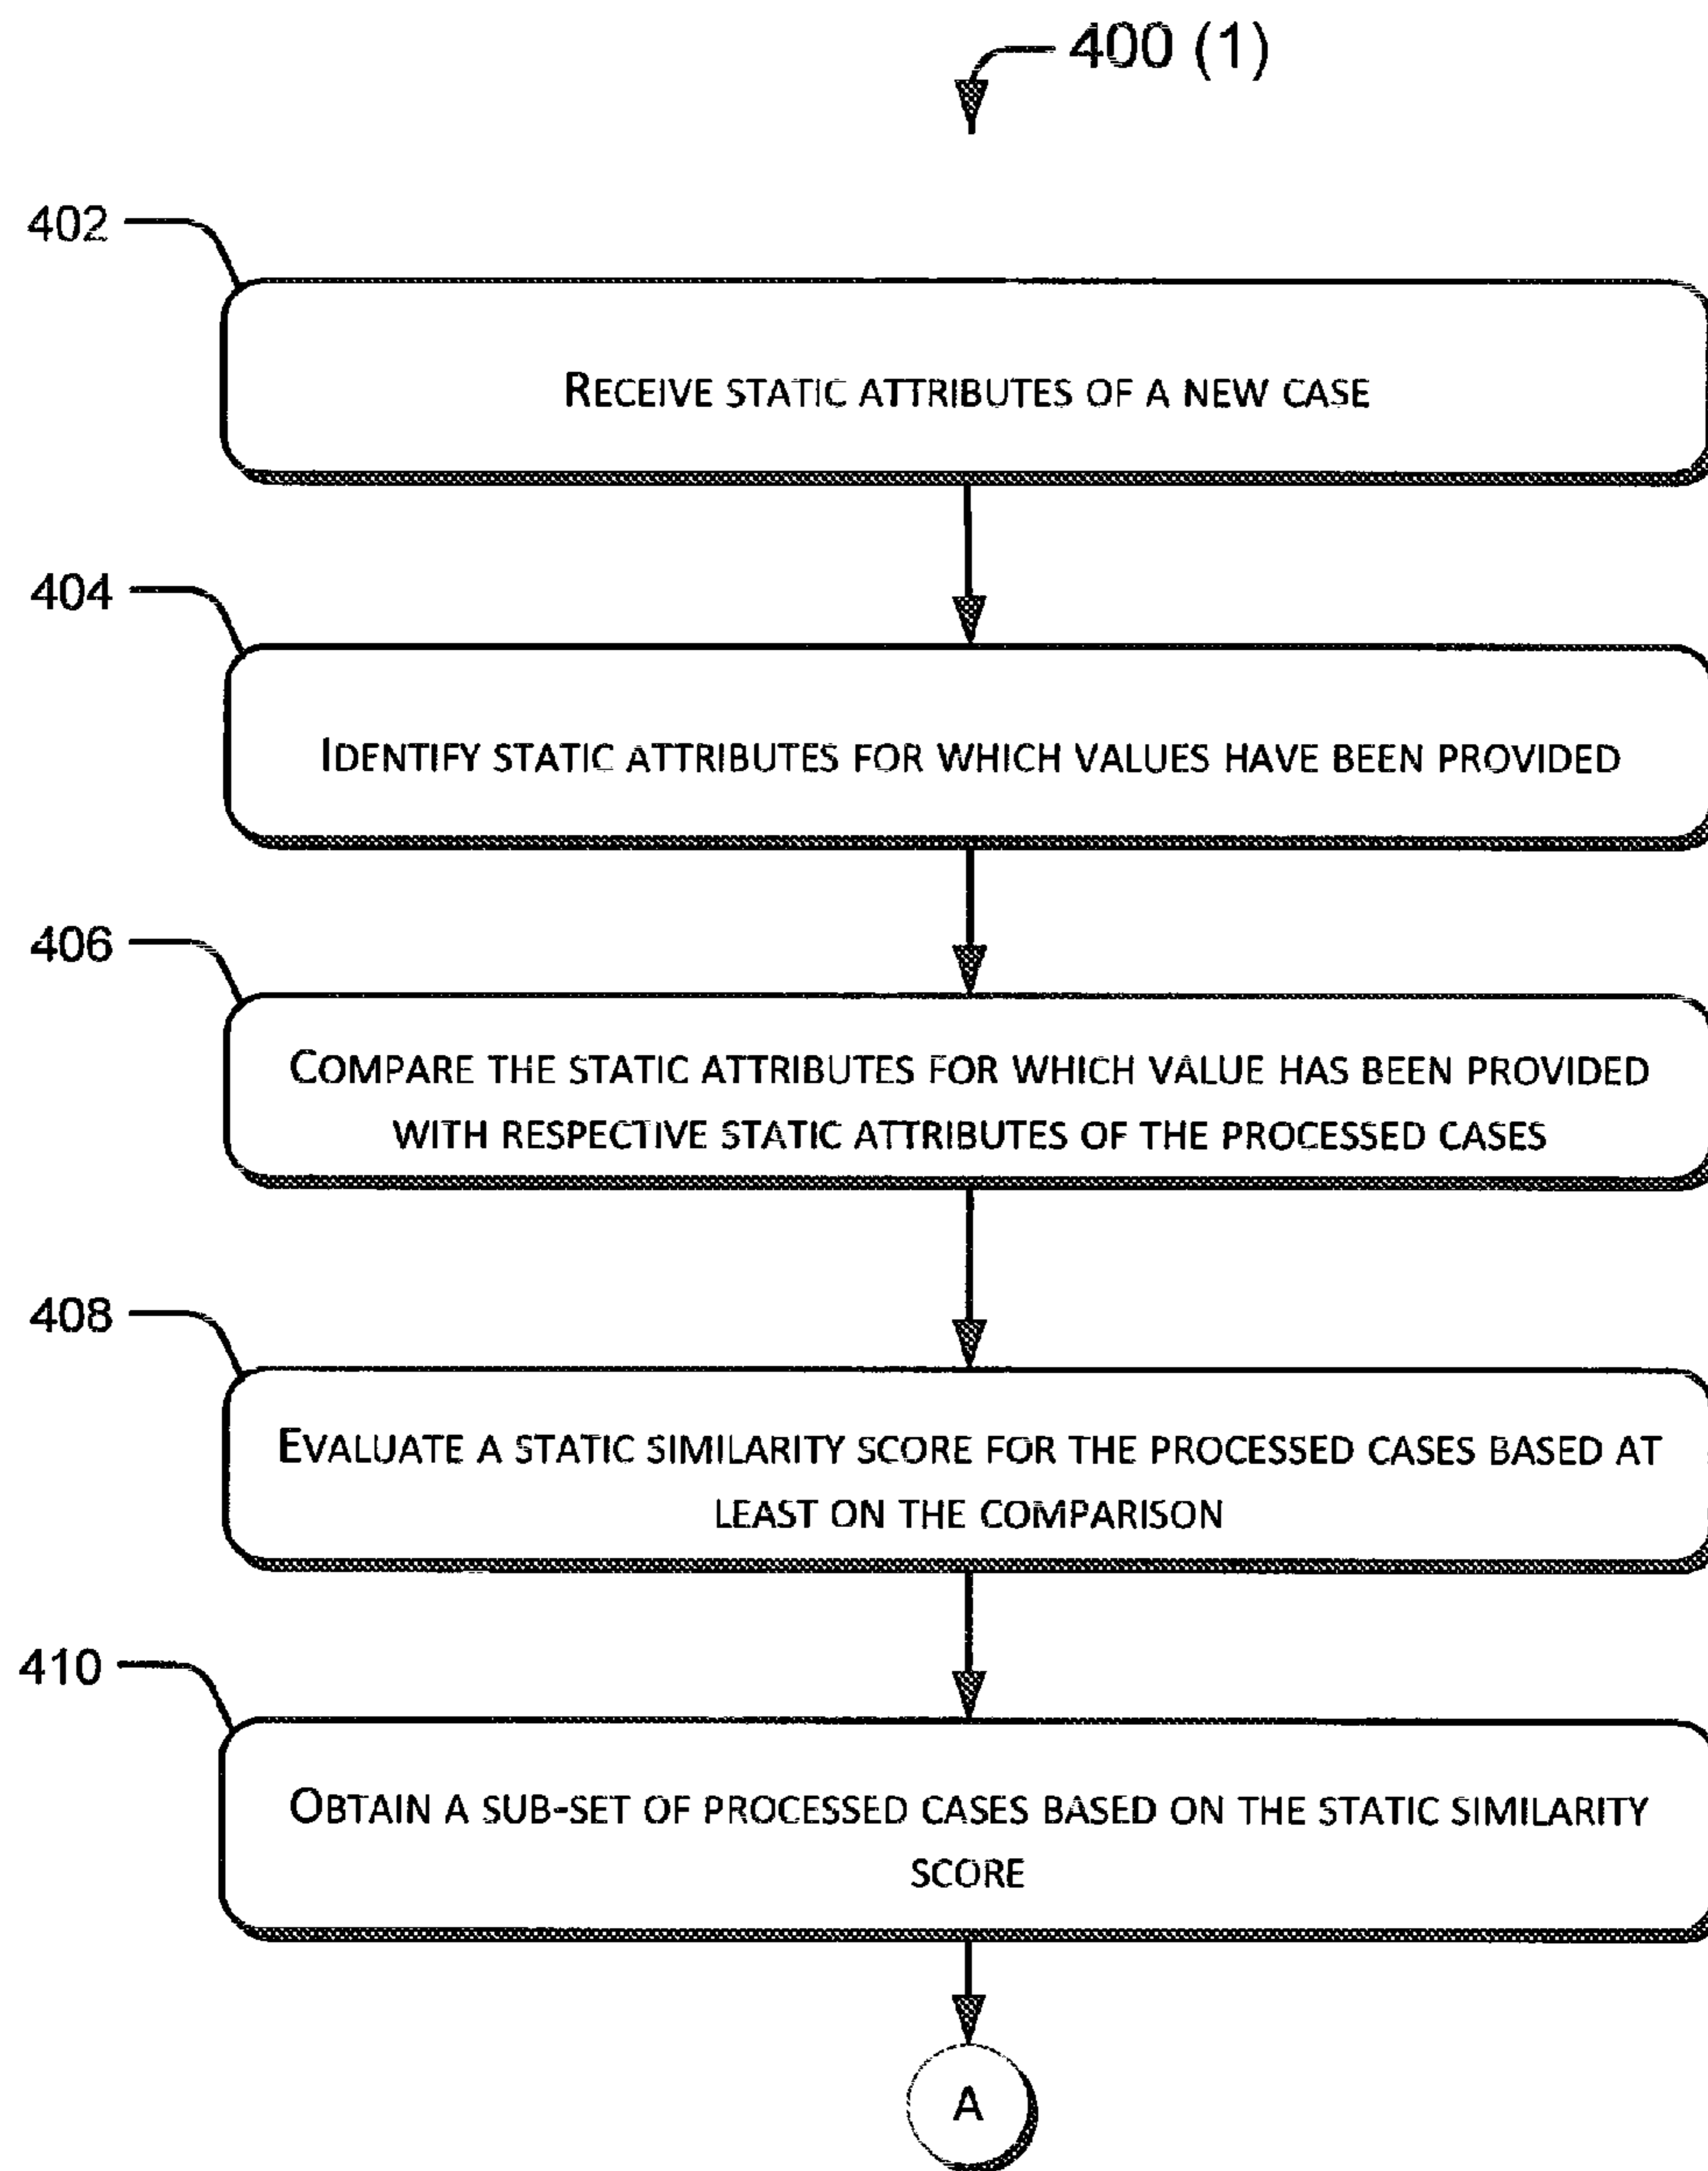 400 (1)
402
RECEIVE STATIC ATTRIBUTES OF A NEW CASE
404
IDENTIFY STATIC ATTRIBUTES FOR WHICH VALUES HAVE BEEN PROVIDED
406
COMPARE THE STATIC ATTRIBUTES FOR WHICH VALUE HAS BEEN PROVIDED
WITH RESPECTIVE STATIC ATTRIBUTES OF THE PROCESSED CASES
408
EVALUATE A STATIC SIMILARITY SCORE FOR THE PROCESSED CASES BASED AT
LEAST ON THE COMPARISON
410
OBTAIN A SUB-SET OF PROCESSED CASES BASED ON THE STATIC SIMILARITY
SCORE
A